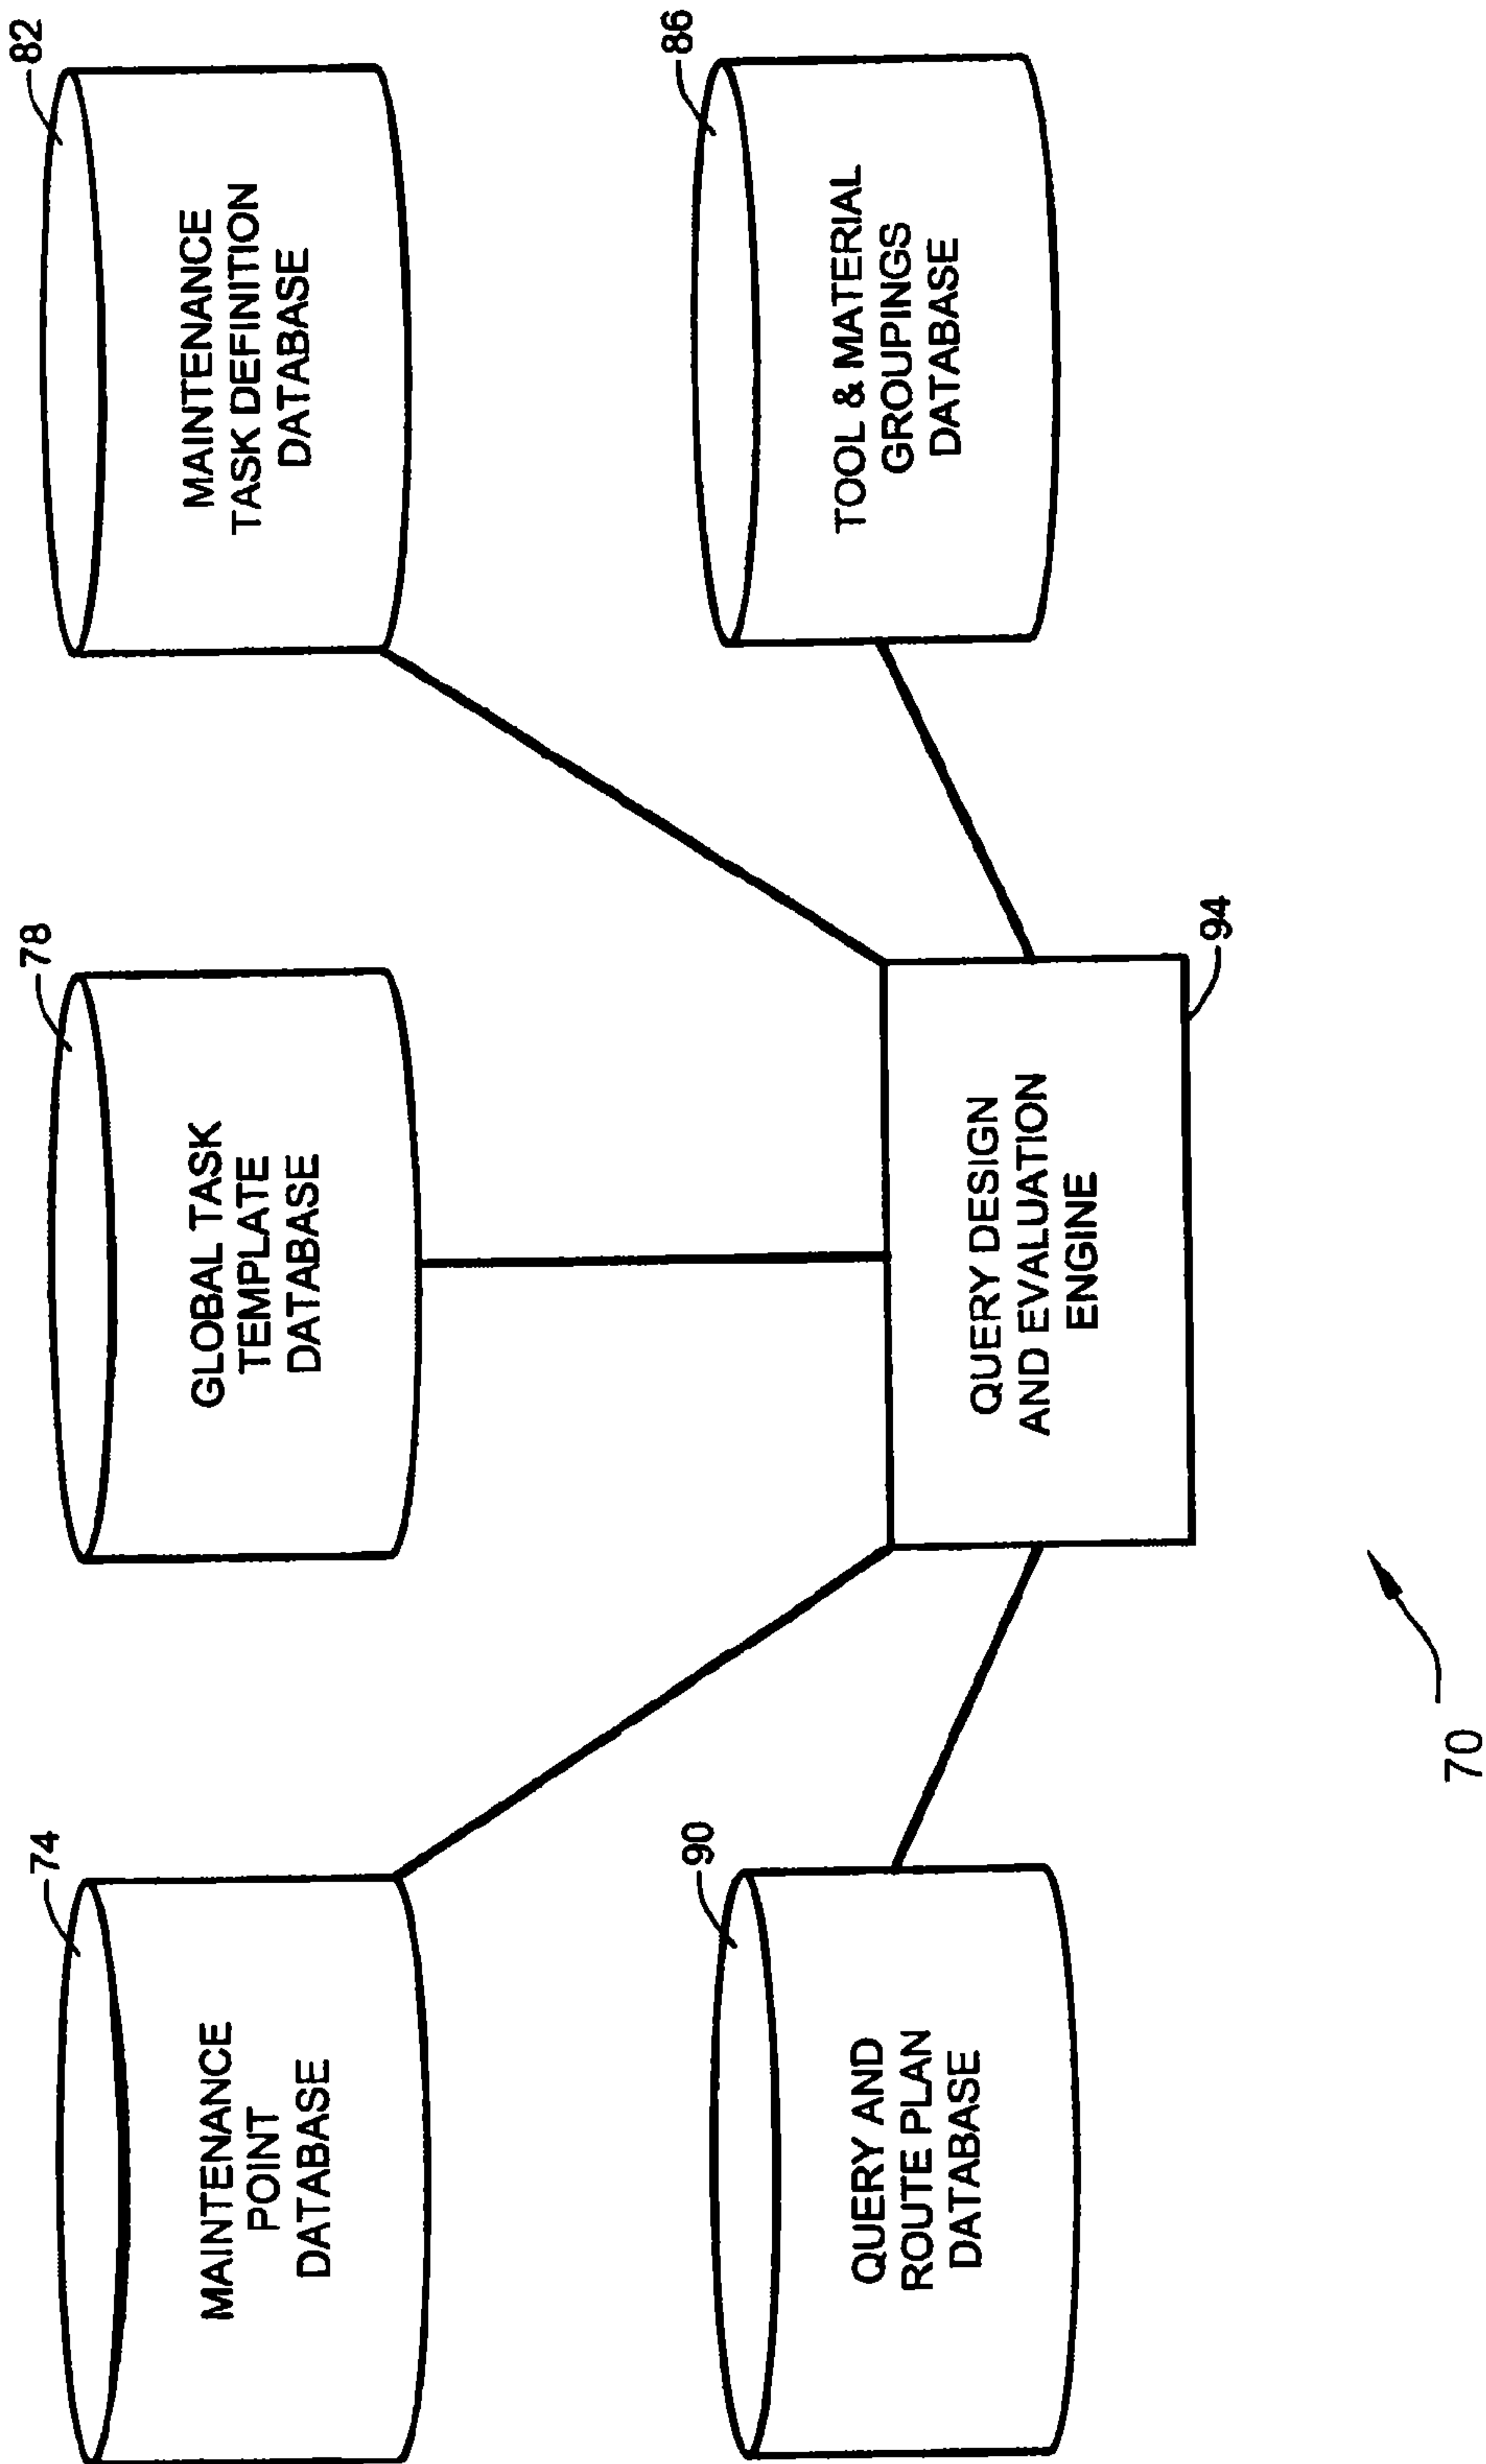 74
MAINTENANCE
POINT
DATABASE
78
GLOBAL TASK
TEMPLATE
DATABASE
82
MAINTENANCE
TASK DEFINITION
DATABASE
90
QUERY AND
ROUTE PLAN
DATABASE
86
TOOL & MATERIAL
GROUPINGS
DATABASE
QUERY DESIGN
AND EVALUATION
ENGINE
94
70